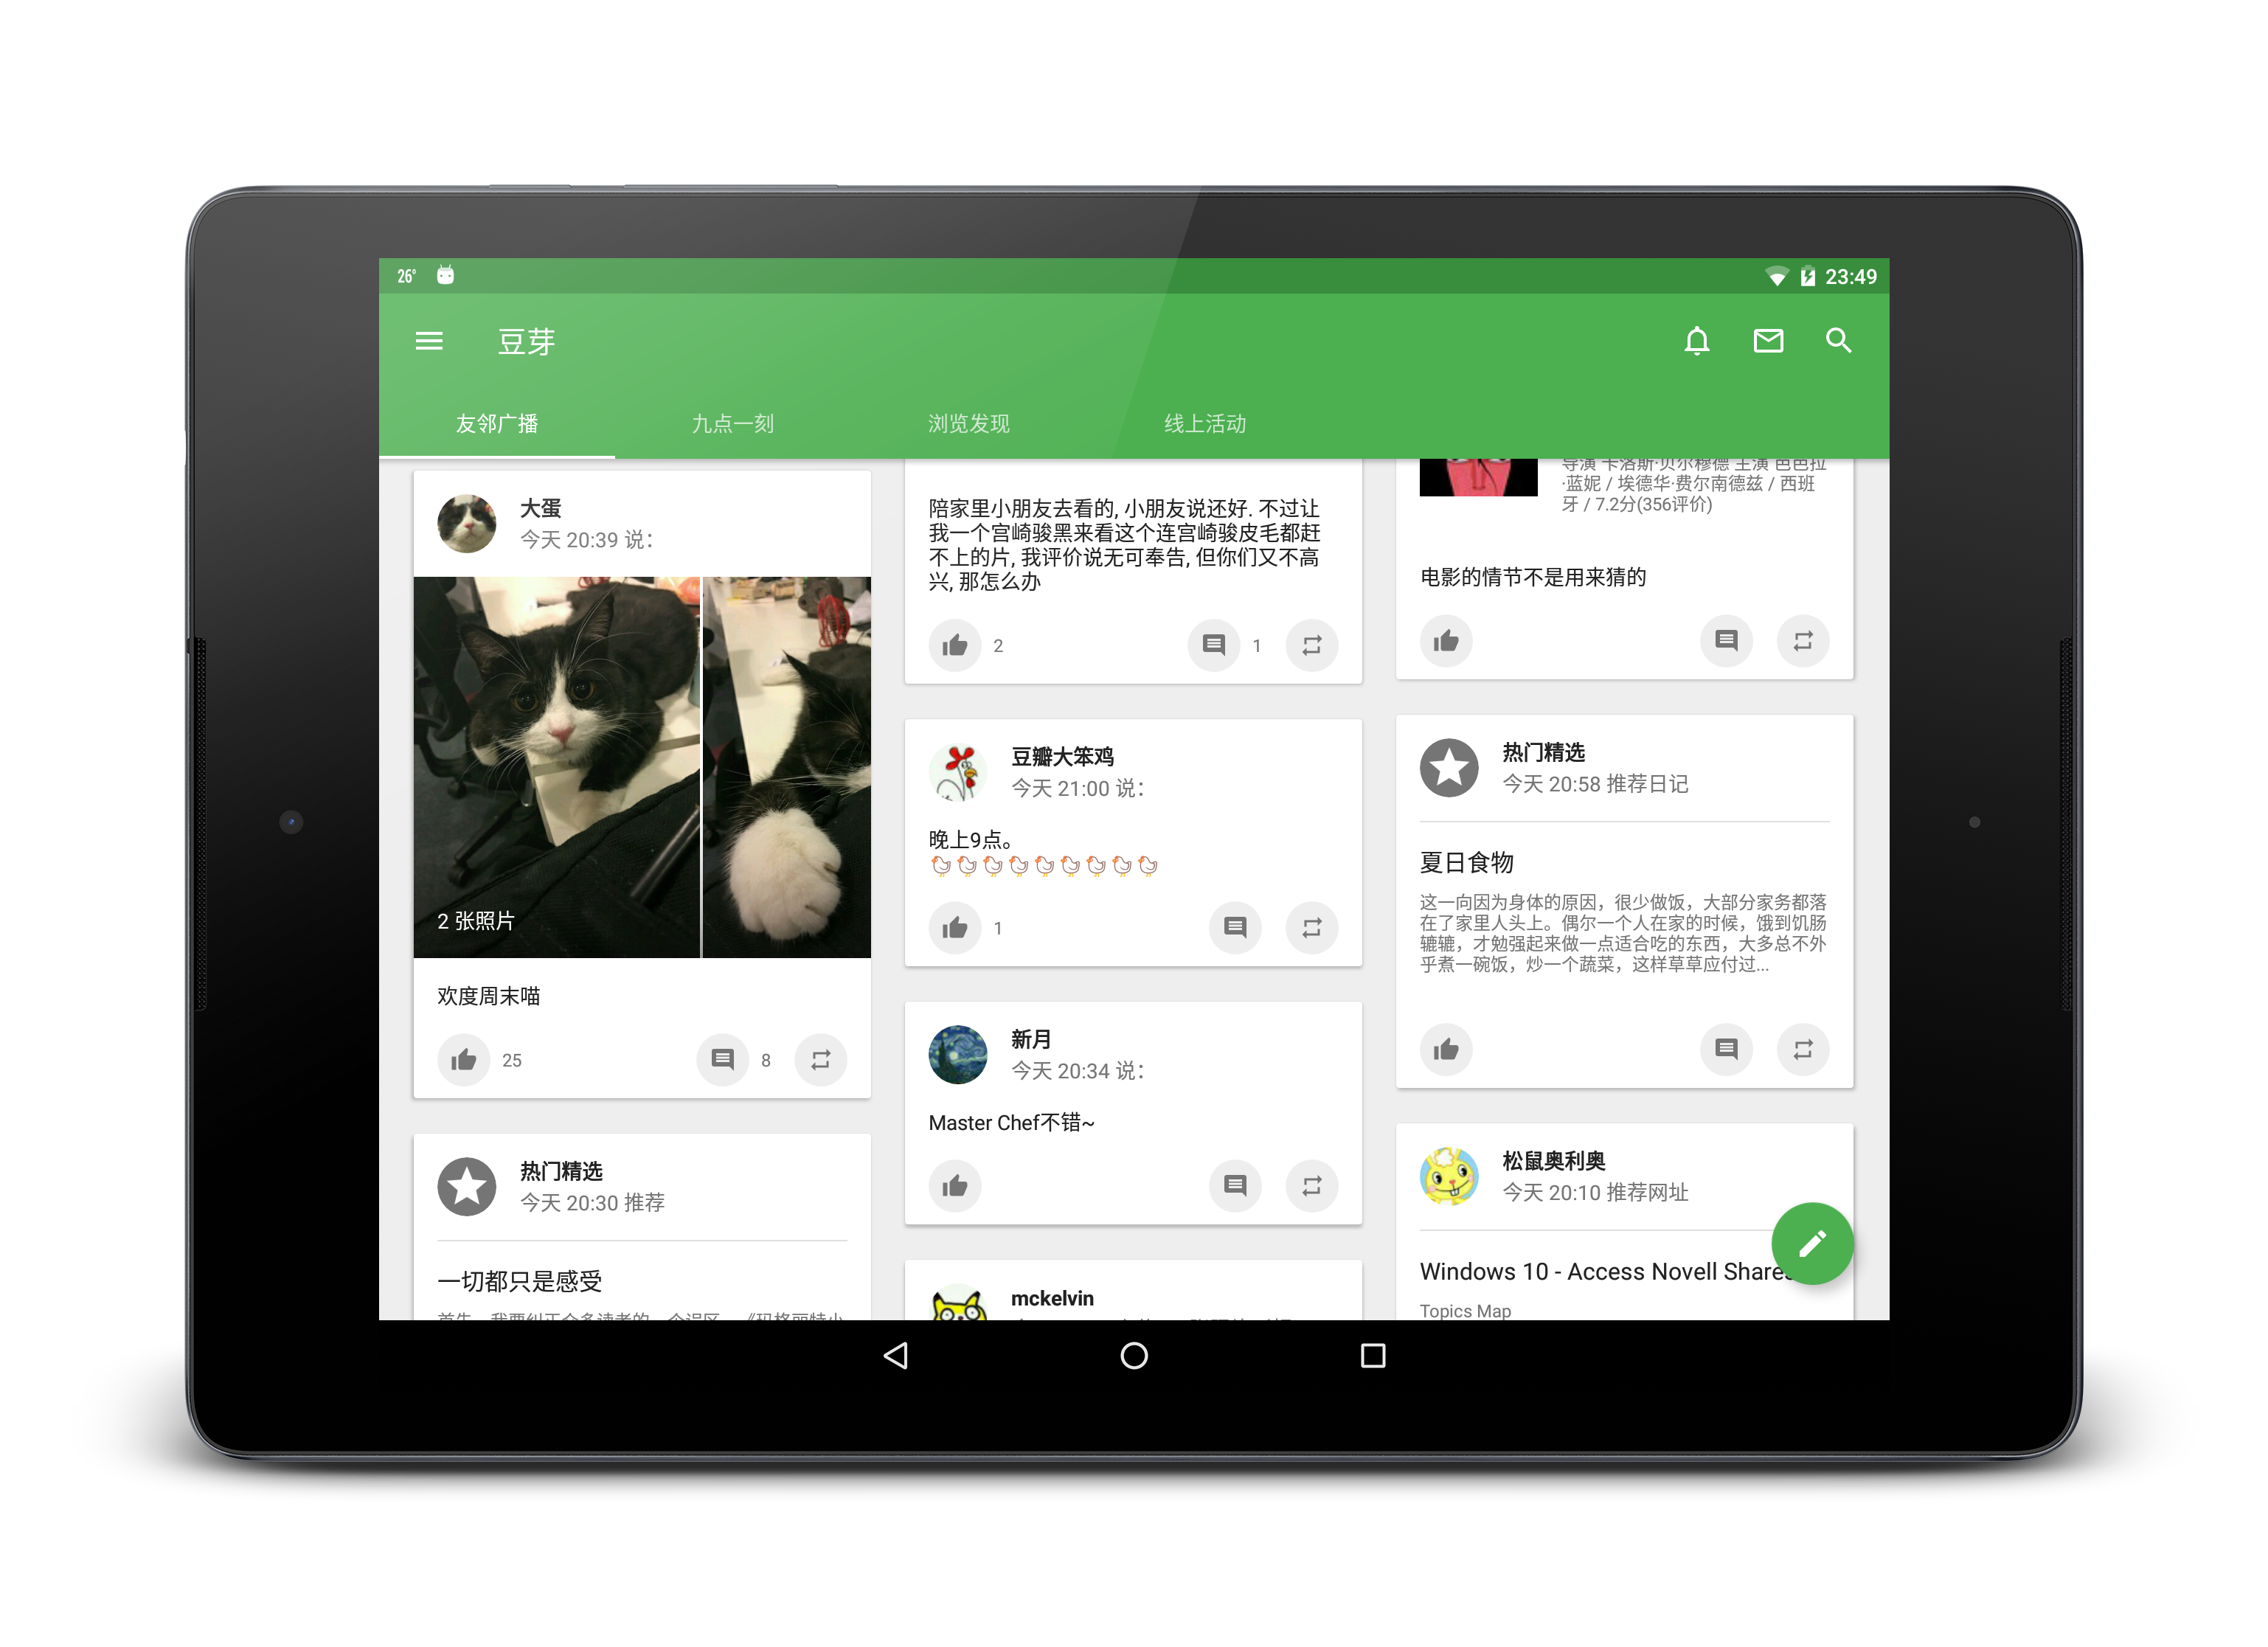 26°
23:49
豆芽
友邻广播
九点一刻
浏览发现
线上活动
大蛋
今天 20:39 说：
2 张照片
欢度周末喵
25
8
热门精选
今天 20:30 推荐
一切都只是感受
陪家里小朋友去看的, 小朋友说还好. 不过让
我一个宫崎骏黑来看这个连宫崎骏皮毛都赶
不上的片, 我评价说无可奉告, 但你们又不高
兴, 那怎么办
2
1
豆瓣大笨鸡
今天 21:00 说：
晚上9点。
🐔🐔🐔🐔🐔🐔🐔🐔🐔
1
新月
今天 20:34 说：
Master Chef不错~
mckelvin
导演 卡洛斯·贝尔穆德 主演 芭芭拉
·蓝妮 / 埃德华·费尔南德兹 / 西班
牙 / 7.2分(356评价)
电影的情节不是用来猜的
热门精选
今天 20:58 推荐日记
夏日食物
这一向因为身体的原因，很少做饭，大部分家务都落
在了家里人头上。偶尔一个人在家的时候，饿到饥肠
辘辘，才勉强起来做一点适合吃的东西，大多总不外
乎煮一碗饭，炒一个蔬菜，这样草草应付过...
松鼠奥利奥
今天 20:10 推荐网址
Windows 10 - Access Novell Shares
Topics Map